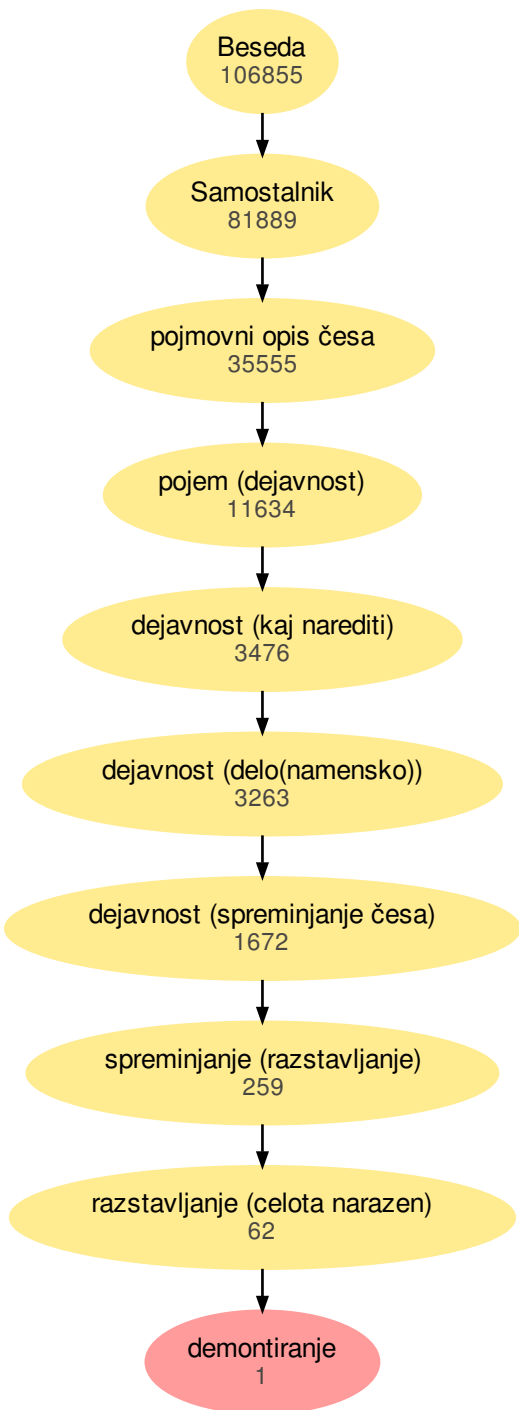 Beseda
106855
Samostalnik
81889
pojmovni opis česa
35555
pojem (dejavnost)
11634
dejavnost (kaj narediti)
3476
dejavnost (delo(namensko))
3263
dejavnost (spreminjanje česa)
1672
spreminjanje (razstavljanje)
259
razstavljanje (celota narazen)
62
demontiranje
1